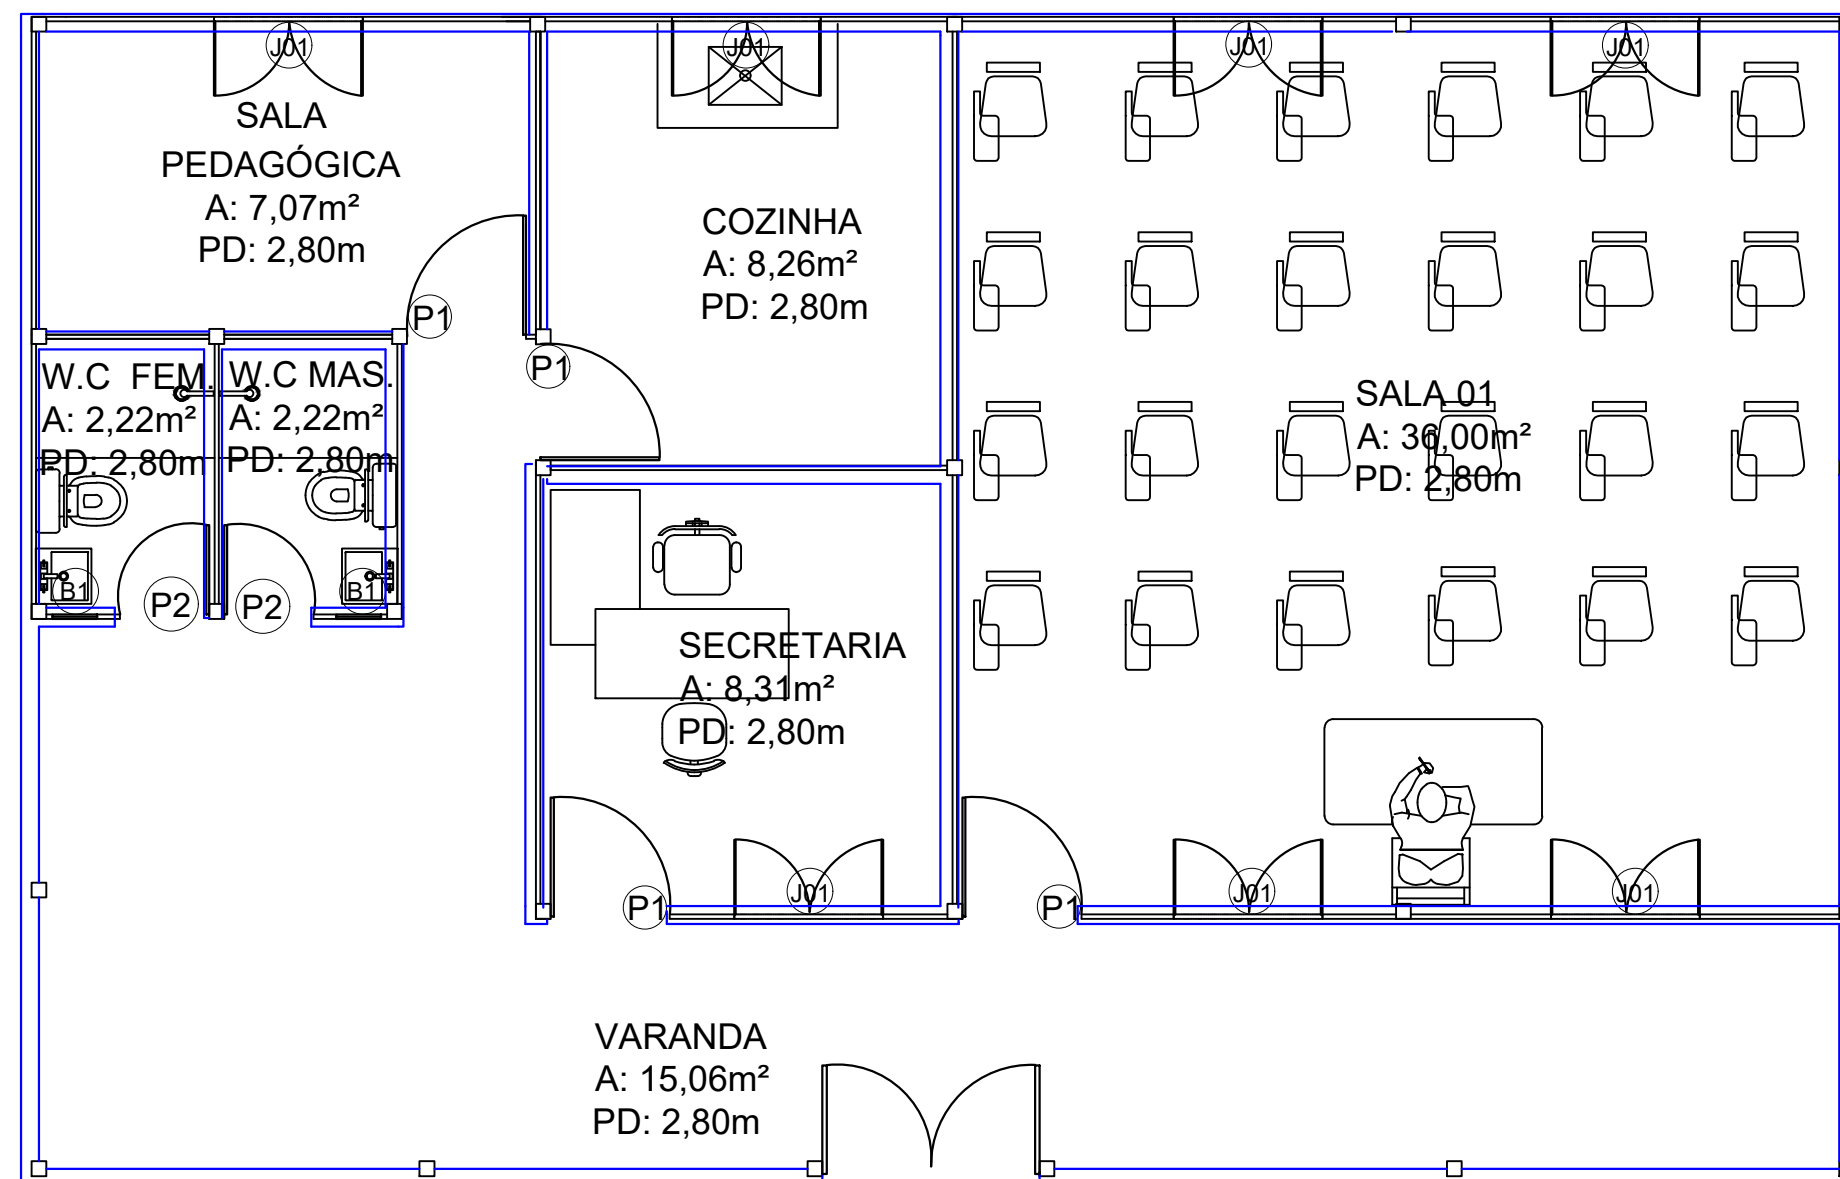 J01
J01
J01
J01
SALA
PEDAGÓGICA
A: 7,07m²
PD: 2,80m
COZINHA
A: 8,26m²
PD: 2,80m
P1
P1
W.C  FEM.
A: 2,22m²
PD: 2,80m
W.C MAS.
A: 2,22m²
PD: 2,80m
SALA 01
A: 36,00m²
PD: 2,80m
B1
P2
P2
B1
SECRETARIA
A: 8,31m²
PD: 2,80m
P1
J01
P1
J01
J01
VARANDA
A: 15,06m²
PD: 2,80m